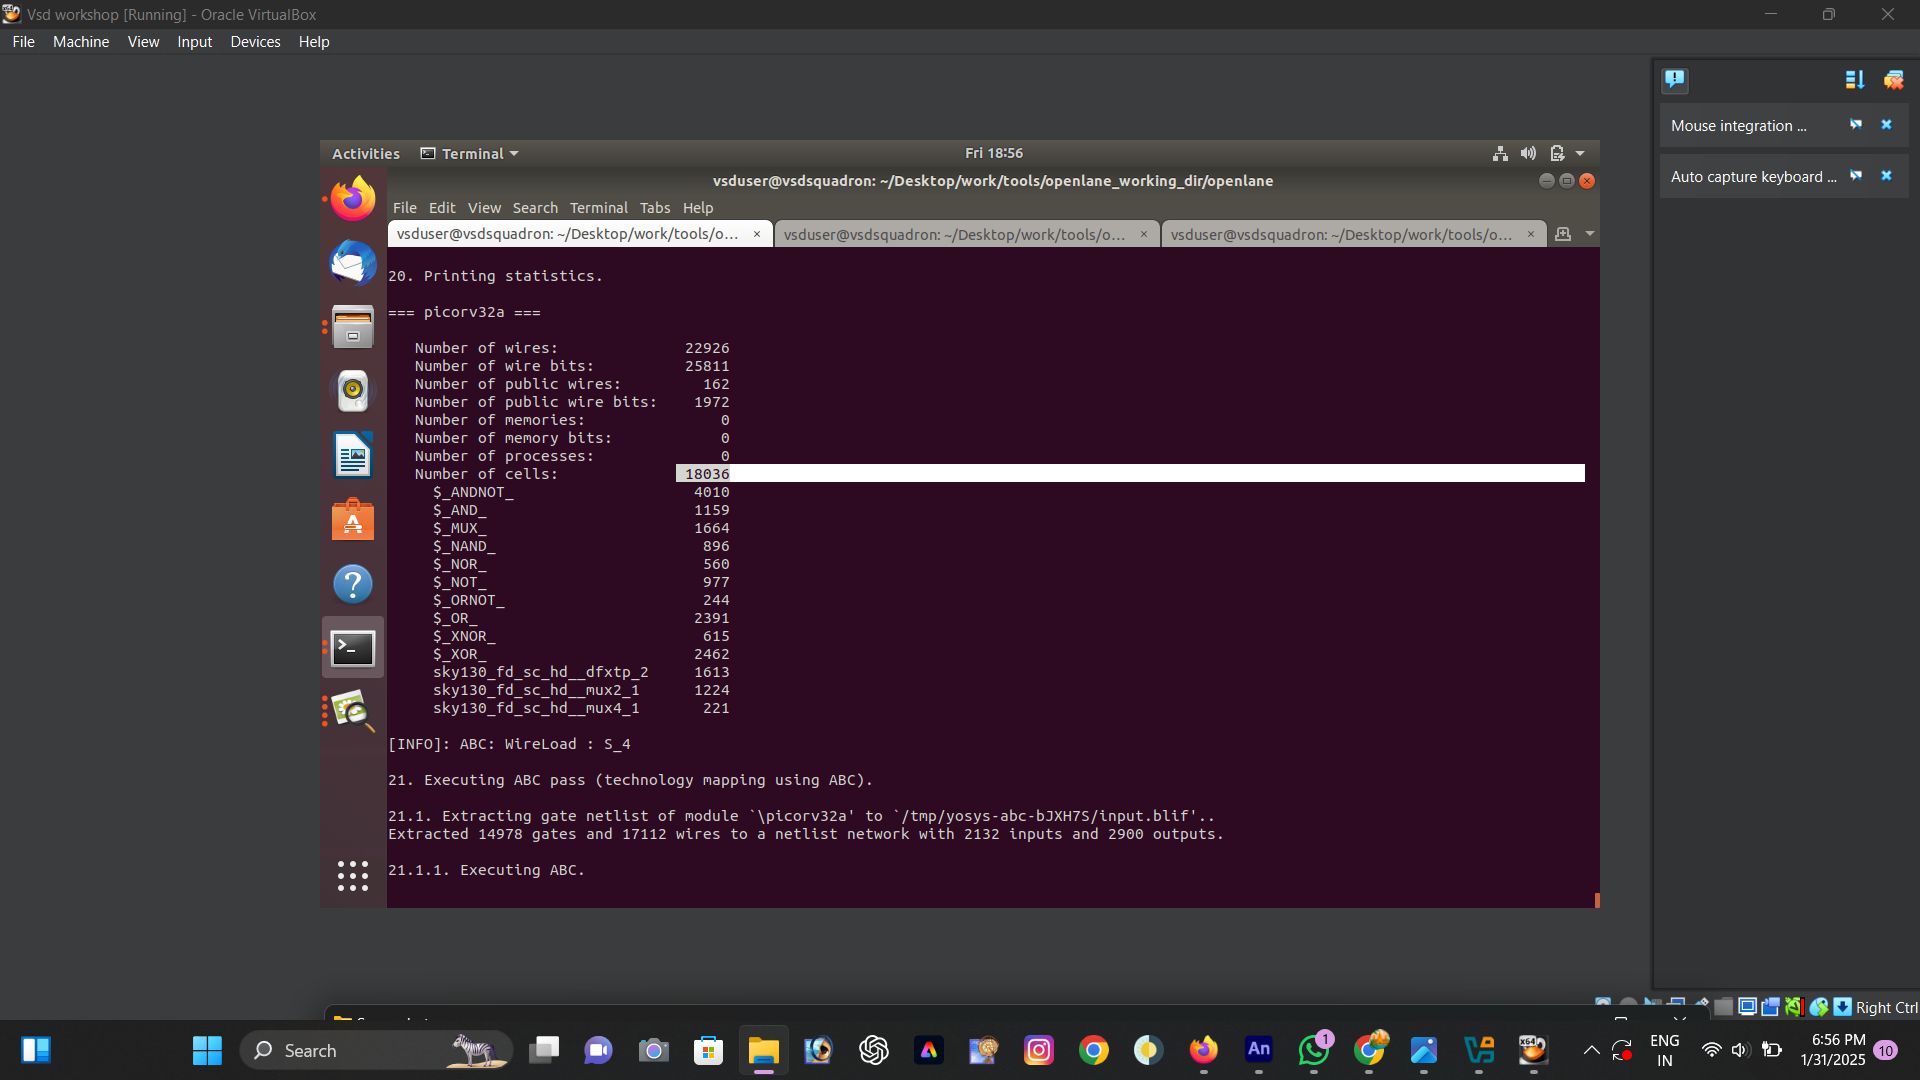 Vsd workshop [Running] - Oracle VirtualBox
File Machine View Input Devices Help
Mouse integration ...
Auto capture keyboard ...
Activities Terminal Fri 18:56
vsduser@vsdsquadron: ~/Desktop/work/tools/openlane_working_dir/openlane
File Edit View Search Terminal Tabs Help
vsduser@vsdsquadron: ~/Desktop/work/tools/o... × vsduser@vsdsquadron: ~/Desktop/work/tools/o... × vsduser@vsdsquadron: ~/Desktop/work/tools/o... ×
20. Printing statistics.
=== picorv32a ===
Number of wires: 22926
Number of wire bits: 25811
Number of public wires: 162
Number of public wire bits: 1972
Number of memories: 0
Number of memory bits: 0
Number of processes: 0
Number of cells: 18036
$_ANDNOT_ 4010
$_AND_ 1159
$_MUX_ 1664
$_NAND_ 896
$_NOR_ 560
$_NOT_ 977
$_ORNOT_ 244
$_OR_ 2391
$_XNOR_ 615
$_XOR_ 2462
sky130_fd_sc_hd__dfxtp_2 1613
sky130_fd_sc_hd__mux2_1 1224
sky130_fd_sc_hd__mux4_1 221
[INFO]: ABC: WireLoad : S_4
21. Executing ABC pass (technology mapping using ABC).
21.1. Extracting gate netlist of module `\picorv32a' to `/tmp/yosys-abc-bJXH7S/input.blif'..
Extracted 14978 gates and 17112 wires to a netlist network with 2132 inputs and 2900 outputs.
21.1.1. Executing ABC.
Right Ctrl
Search
An
1
ENG
IN
6:56 PM
1/31/2025
10